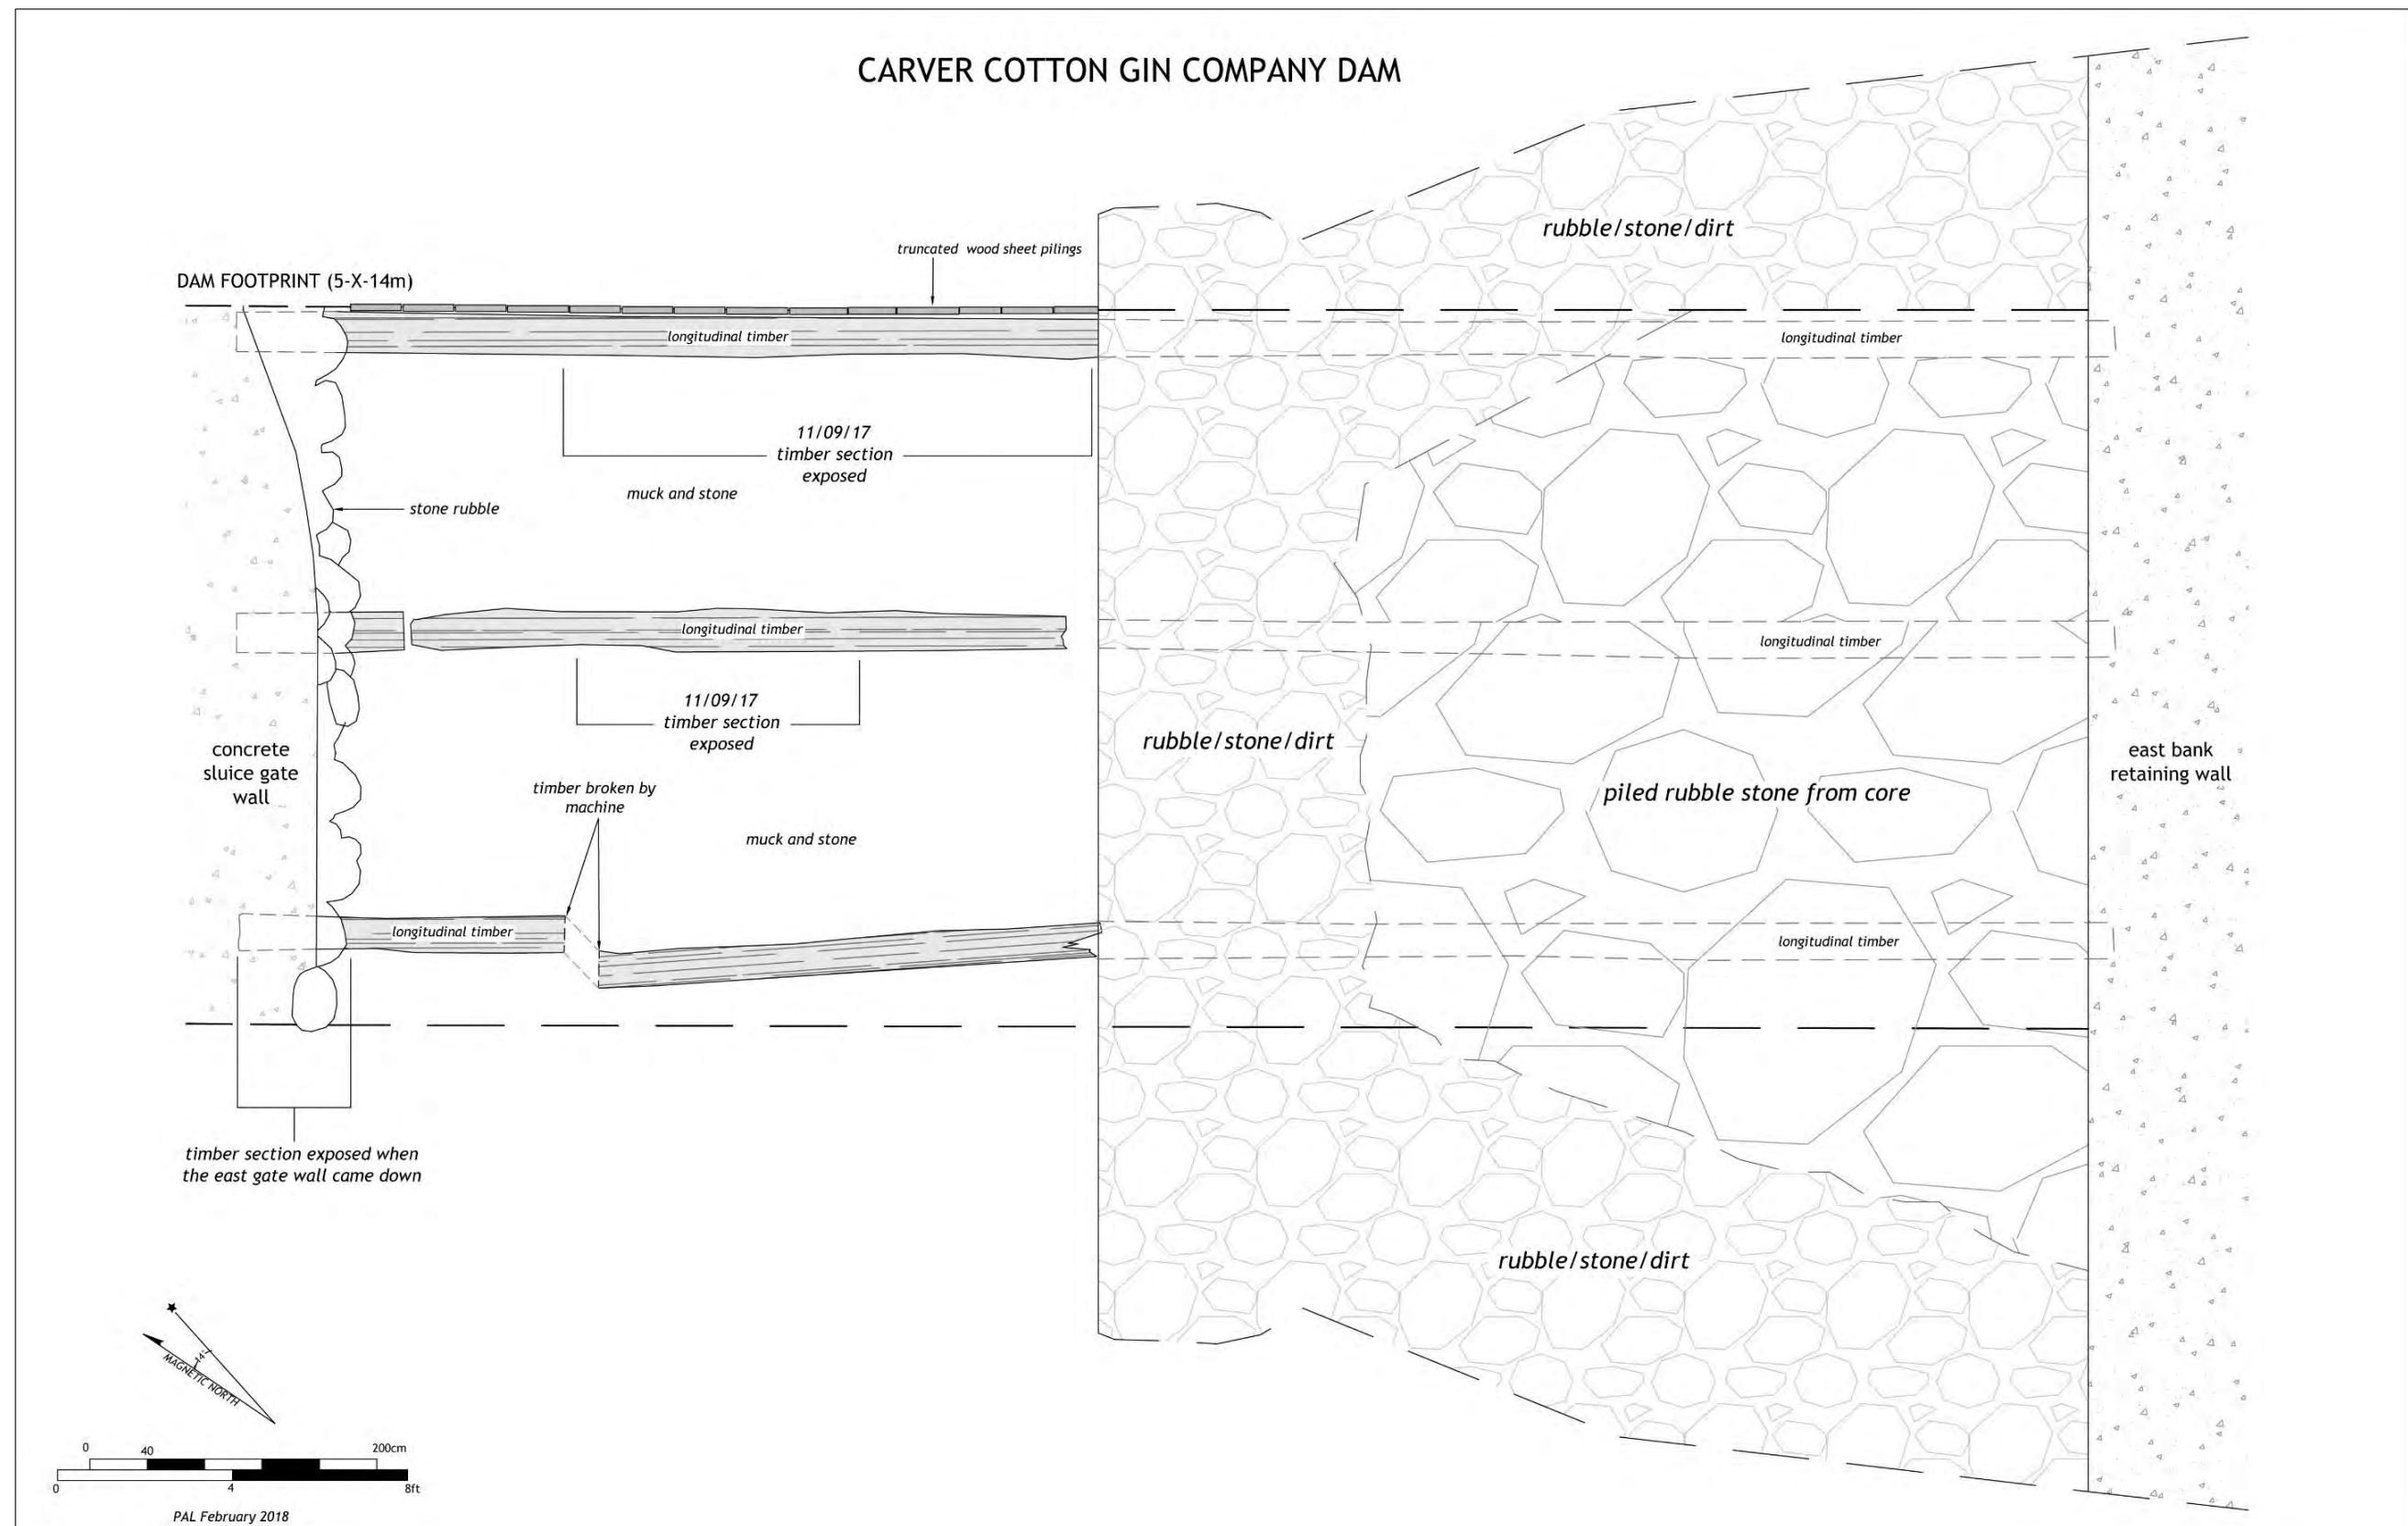 CARVER COTTON GIN COMPANY DAM
rubble/stone/dirt
truncated wood sheet pilings
DAM FOOTPRINT (5-X-14m)
longitudinal timber
longitudinal timber
11/09/17
timber section
exposed
muck and stone
stone rubble
longitudinal timber
longitudinal timber
11/09/17
timber section
exposed
rubble/stone/dirt
concrete
sluice gate
wall
east bank
retaining wall
timber broken by
machine
piled rubble stone from core
muck and stone
longitudinal timber
longitudinal timber
timber section exposed when
the east gate wall came down
rubble/stone/dirt
14°
MAGNETIC NORTH
0 40 200cm
0 4 8ft
PAL February 2018